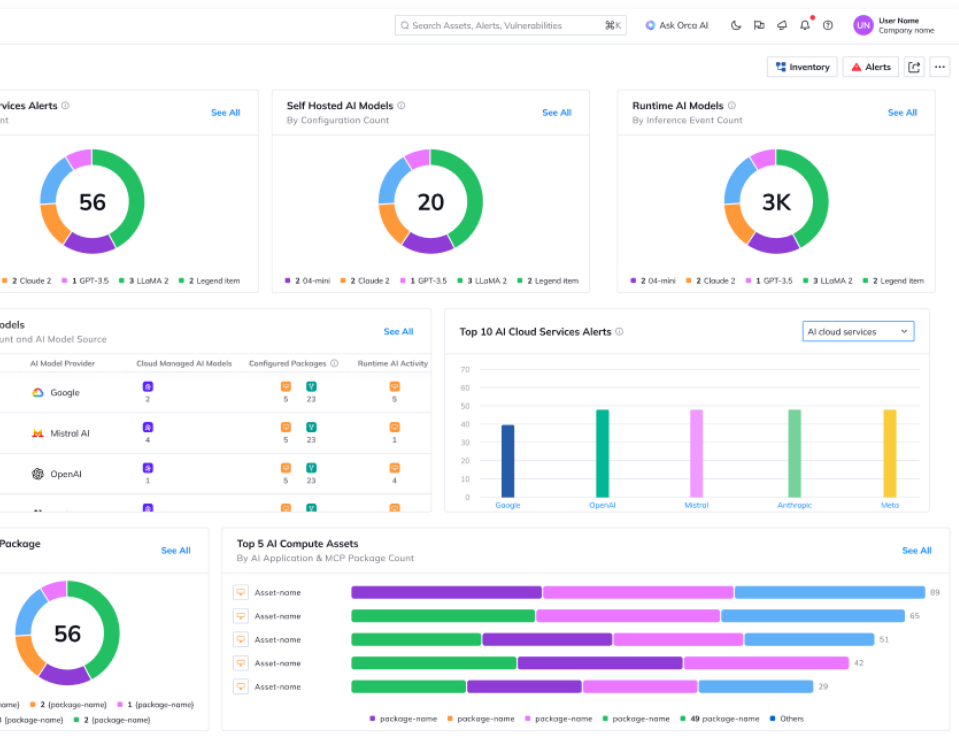 Search Assets, Alerts, Vulnerabilities ⌘K
Ask Orca AI
UN
User Name
Company name
Inventory
Alerts
Alerts
See All
56
2 Claude 2 1 GPT-3.5 3 LLaMA 2 2 Legend item
Self Hosted AI Models
By Configuration Count
See All
20
2 04-mini 2 Claude 2 1 GPT-3.5 3 LLaMA 2 2 Legend item
Runtime AI Models
By Inference Event Count
See All
3K
2 04-mini 2 Claude 2 1 GPT-3.5 3 LLaMA 2 2 Legend item
and AI Model Source
See All
AI Model Provider Cloud Managed AI Models Configured Packages Runtime AI Activity
Google 2 5 23 5
Mistral AI 4 5 23 1
OpenAI 1 5 23 4
Top 10 AI Cloud Services Alerts
AI cloud services
70
60
50
40
30
20
10
0
Google OpenAI Mistral Anthropic Meta
Package
See All
56
2 {package-name} 1 {package-name}
{package-name} 2 {package-name}
Top 5 AI Compute Assets
By AI Application & MCP Package Count
See All
Asset-name 89
Asset-name 65
Asset-name 51
Asset-name 42
Asset-name 29
package-name package-name package-name package-name 49 package-name Others